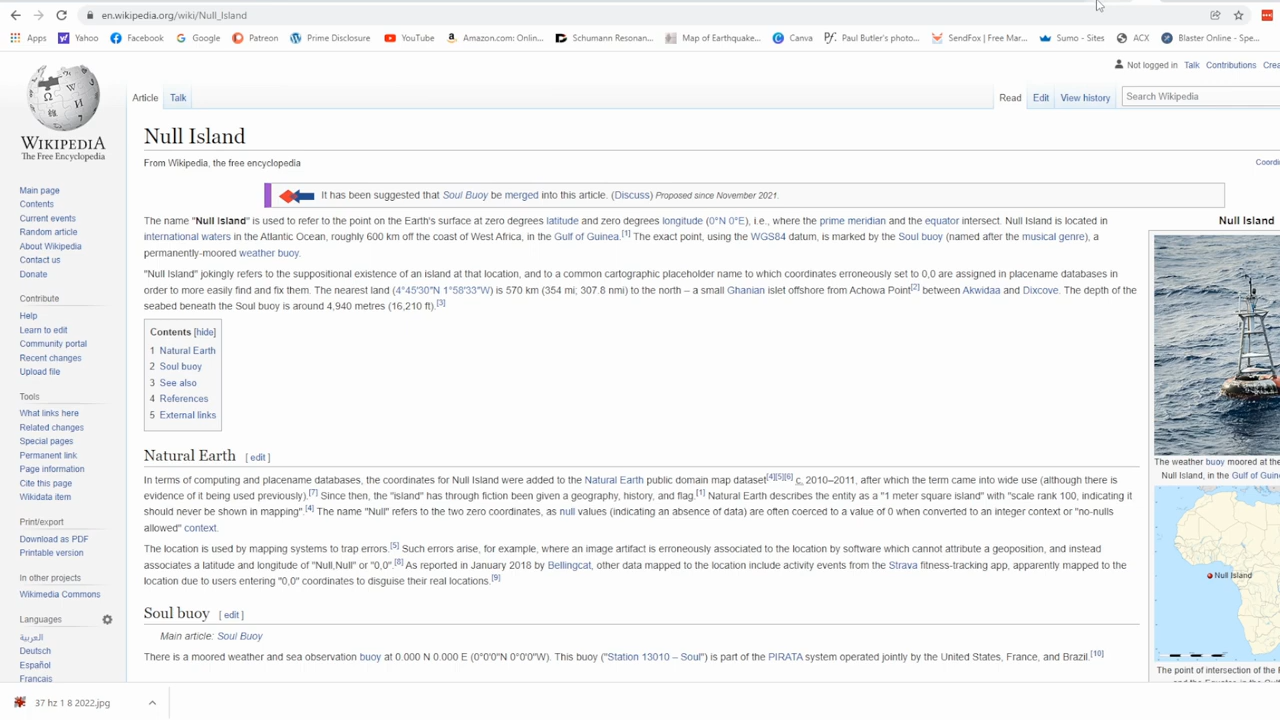 en.wikipedia.org/wiki/Null_Island
Apps Yahoo Facebook Google Patreon Prime Disclosure YouTube Amazon.com: Onlin... Schumann Resonan... Map of Earthquake... Canva Paul Butler's photo... SendFox | Free Mar... Sumo - Sites ACX Blaster Online - Spe...
Not logged in Talk Contributions Crea
Article Talk Read Edit View history Search Wikipedia
WIKIPEDIA
The Free Encyclopedia
Main page
Contents
Current events
Random article
About Wikipedia
Contact us
Donate
Contribute
Help
Learn to edit
Community portal
Recent changes
Upload file
Tools
What links here
Related changes
Special pages
Permanent link
Page information
Cite this page
Wikidata item
Print/export
Download as PDF
Printable version
In other projects
Wikimedia Commons
Languages
العربية
Deutsch
Español
Français
Null Island
From Wikipedia, the free encyclopedia
Coordi
It has been suggested that Soul Buoy be merged into this article. (Discuss) Proposed since November 2021.
The name "Null Island" is used to refer to the point on the Earth's surface at zero degrees latitude and zero degrees longitude (0°N 0°E), i.e., where the prime meridian and the equator intersect. Null Island is located in
international waters in the Atlantic Ocean, roughly 600 km off the coast of West Africa, in the Gulf of Guinea.[1] The exact point, using the WGS84 datum, is marked by the Soul buoy (named after the musical genre), a
permanently-moored weather buoy.
"Null Island" jokingly refers to the suppositional existence of an island at that location, and to a common cartographic placeholder name to which coordinates erroneously set to 0,0 are assigned in placename databases in
order to more easily find and fix them. The nearest land (4°45′30″N 1°58′33″W) is 570 km (354 mi; 307.8 nmi) to the north – a small Ghanian islet offshore from Achowa Point[2] between Akwidaa and Dixcove. The depth of the
seabed beneath the Soul buoy is around 4,940 metres (16,210 ft).[3]
Contents [hide]
1 Natural Earth
2 Soul buoy
3 See also
4 References
5 External links
Natural Earth [ edit ]
In terms of computing and placename databases, the coordinates for Null Island were added to the Natural Earth public domain map dataset[4][5][6] c. 2010–2011, after which the term came into wide use (although there is
evidence of it being used previously).[7] Since then, the "island" has through fiction been given a geography, history, and flag.[1] Natural Earth describes the entity as a "1 meter square island" with "scale rank 100, indicating it
should never be shown in mapping".[4] The name "Null" refers to the two zero coordinates, as null values (indicating an absence of data) are often coerced to a value of 0 when converted to an integer context or "no-nulls
allowed" context.
The location is used by mapping systems to trap errors.[5] Such errors arise, for example, where an image artifact is erroneously associated to the location by software which cannot attribute a geoposition, and instead
associates a latitude and longitude of "Null,Null" or "0,0".[8] As reported in January 2018 by Bellingcat, other data mapped to the location include activity events from the Strava fitness-tracking app, apparently mapped to the
location due to users entering "0,0" coordinates to disguise their real locations.[9]
Soul buoy [ edit ]
Main article: Soul Buoy
There is a moored weather and sea observation buoy at 0.000 N 0.000 E (0°0′0″N 0°0′0″W). This buoy ("Station 13010 – Soul") is part of the PIRATA system operated jointly by the United States, France, and Brazil.[10]
Null Island
The weather buoy moored at the
Null Island, in the Gulf of Guine
Null Island
The point of intersection of the P
37 hz 1 8 2022.jpg